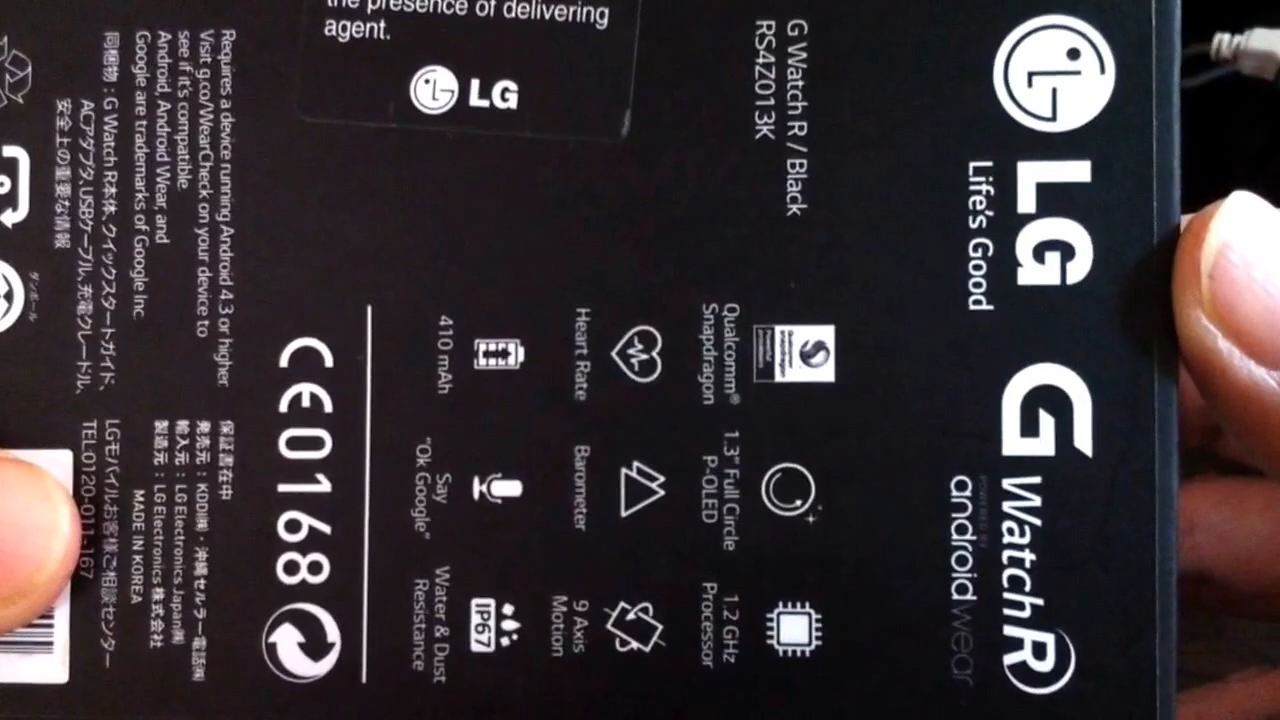 LG
Life's Good
G Watch R
POWERED BY
androidwear
G Watch R / Black
RS4Z013K
Qualcomm®
Snapdragon
1.3" Full Circle
P-OLED
1.2 GHz
Processor
Heart Rate
Barometer
9 Axis
Motion
410 mAh
Say
"Ok Google"
IP67
Water & Dust
Resistance
the presence of delivering
agent.
LG
CE0168
Requires a device running Android 4.3 or higher
Visit g.co/WearCheck on your device to
see if it's compatible.
Android, Android Wear, and
Google are trademarks of Google Inc
同梱物 : G Watch R本体、クイックスタートガイド、
ACアダプタ、USBケーブル、充電クレードル、
安全上の重要な情報
保証書在中
発売元 : KDDI㈱・沖縄セルラー電話㈱
輸入元 : LG Electronics Japan㈱
製造元 : LG Electronics 株式会社
MADE IN KOREA
LGモバイルお客様ご相談センター
TEL:0120-011-167
ダンボール